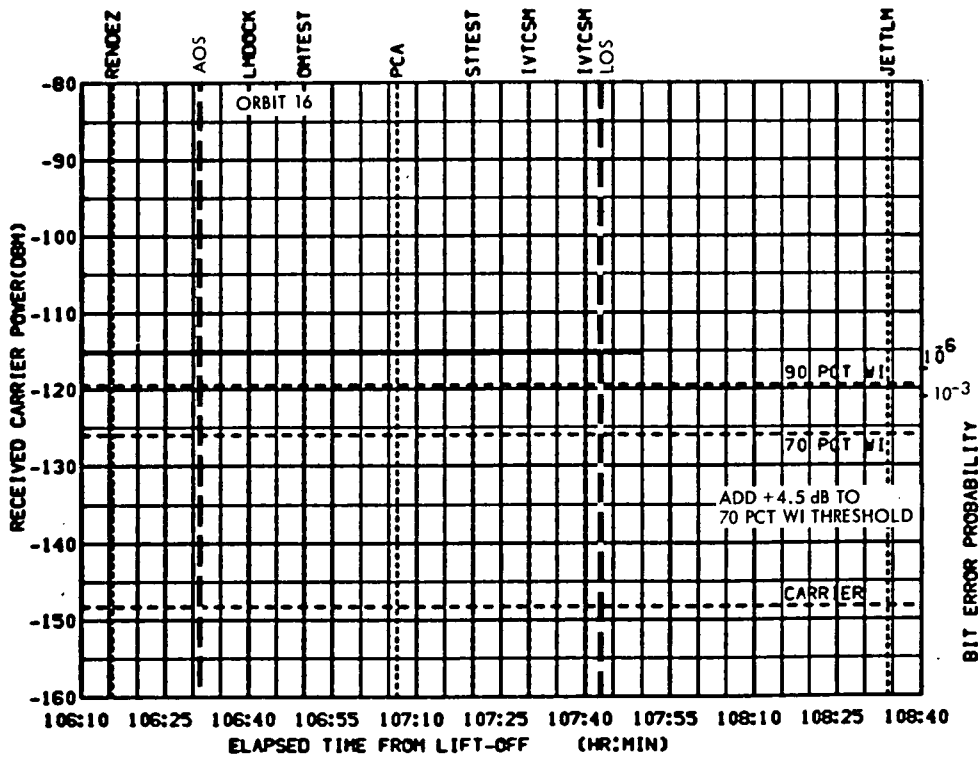 RENDEZ
AOS
LMDOCK
OMTEST
PCA
STTEST
IVTCSM
IVTCSM
LOS
JETTLM
ORBIT 16
-80
-90
-100
-110
-120
-130
-140
-150
-160
RECEIVED CARRIER POWER(DBM)
10-6
90 PCT WI
10-3
70 PCT WI
ADD +4.5 dB TO
70 PCT WI THRESHOLD
CARRIER
BIT ERROR PROBABILITY
106:10 106:25 106:40 106:55 107:10 107:25 107:40 107:55 108:10 108:25 108:40
ELAPSED TIME FROM LIFT-OFF (HR:MIN)